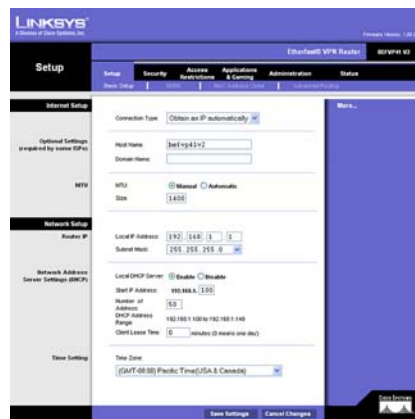 LINKSYS
A Division of Cisco Systems, Inc.
EtherFast® VPN Router
BEFVP41 V2
Setup
Setup Security Access Restrictions Applications & Gaming Administration Status
Basic Setup | DDNS | MAC Address Clone | Advanced Routing
Internet Setup
More...
Connection Type: Obtain an IP automatically
Optional Settings
(required by some ISPs)
Host Name: befvp41v2
Domain Name:
MTU
MTU: Manual Automatic
Size: 1400
Network Setup
Router IP
Local IP Address: 192 . 168 . 1 . 1
Subnet Mask: 255.255.255.0
Network Address
Server Settings (DHCP)
Local DHCP Server: Enable Disable
Start IP Address: 192.168.1. 100
Number of Address: 50
DHCP Address Range: 192.168.1.100 to 192.168.1.149
Client Lease Time: 0 minutes (0 means one day)
Time Setting
Time Zone:
(GMT-08:00) Pacific Time(USA & Canada)
Save Settings Cancel Changes
Cisco Systems